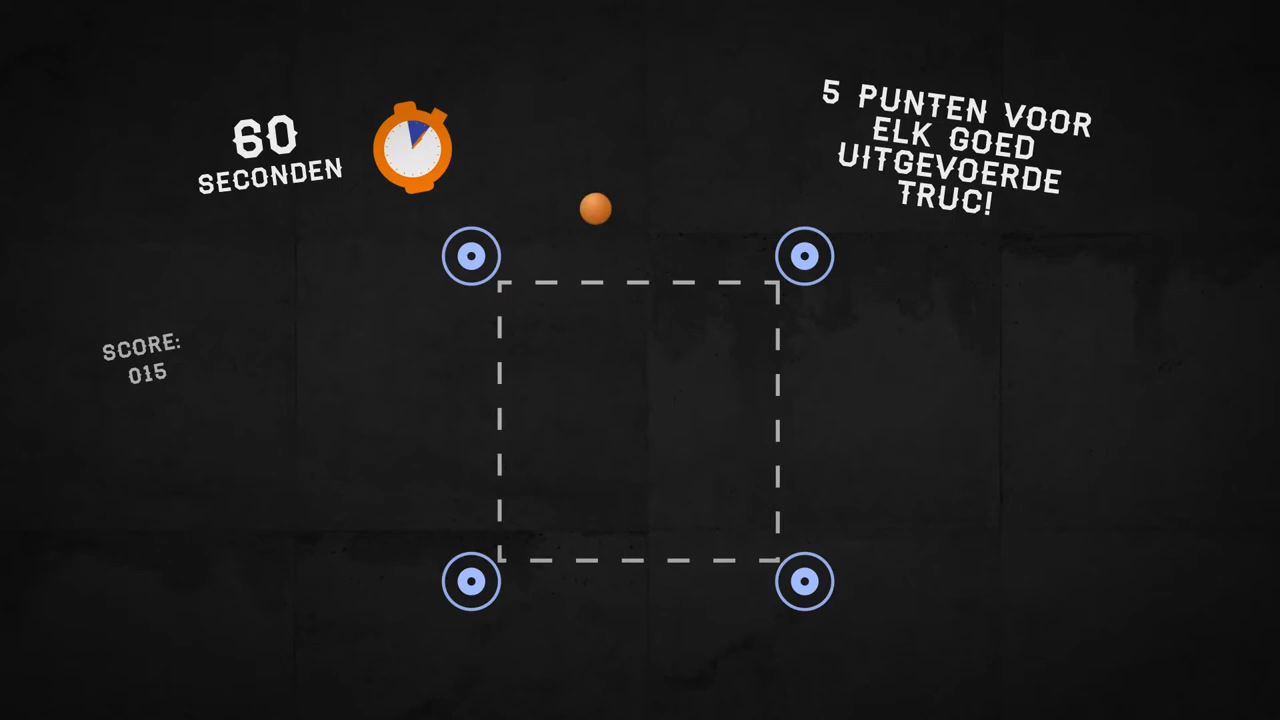 60
SECONDEN
5 PUNTEN VOOR
ELK GOED
UITGEVOERDE
TRUC!
SCORE:
015